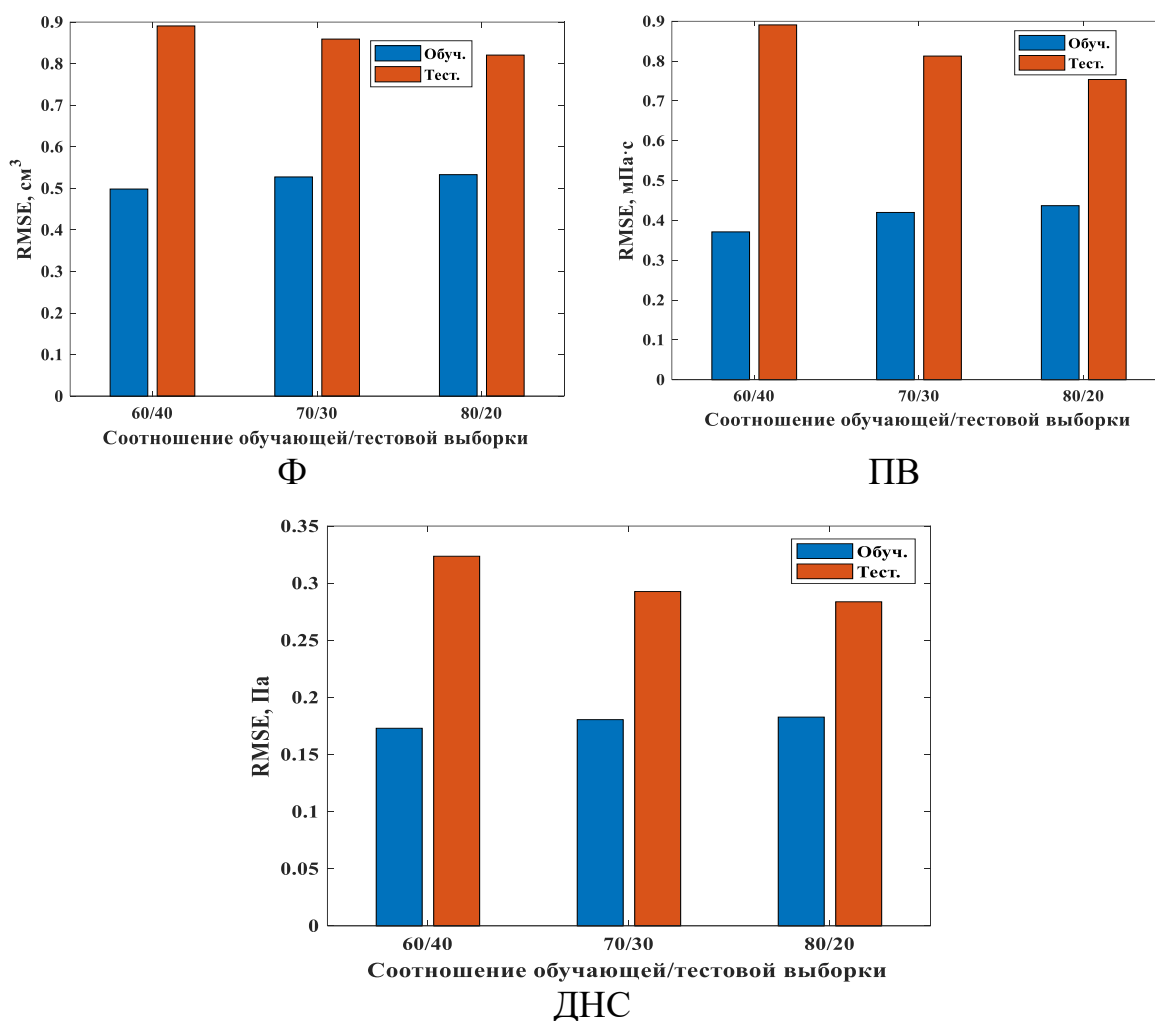 0.9
0.8
0.7
0.6
0.5
0.4
0.3
0.2
0.1
0
RMSE, см³
Обуч.
Тест.
60/40
70/30
80/20
Соотношение обучающей/тестовой выборки
Ф
0.9
0.8
0.7
0.6
0.5
0.4
0.3
0.2
0.1
0
RMSE, мПа·с
Обуч.
Тест.
60/40
70/30
80/20
Соотношение обучающей/тестовой выборки
ПВ
0.35
0.3
0.25
0.2
0.15
0.1
0.05
0
RMSE, Па
Обуч.
Тест.
60/40
70/30
80/20
Соотношение обучающей/тестовой выборки
ДНС